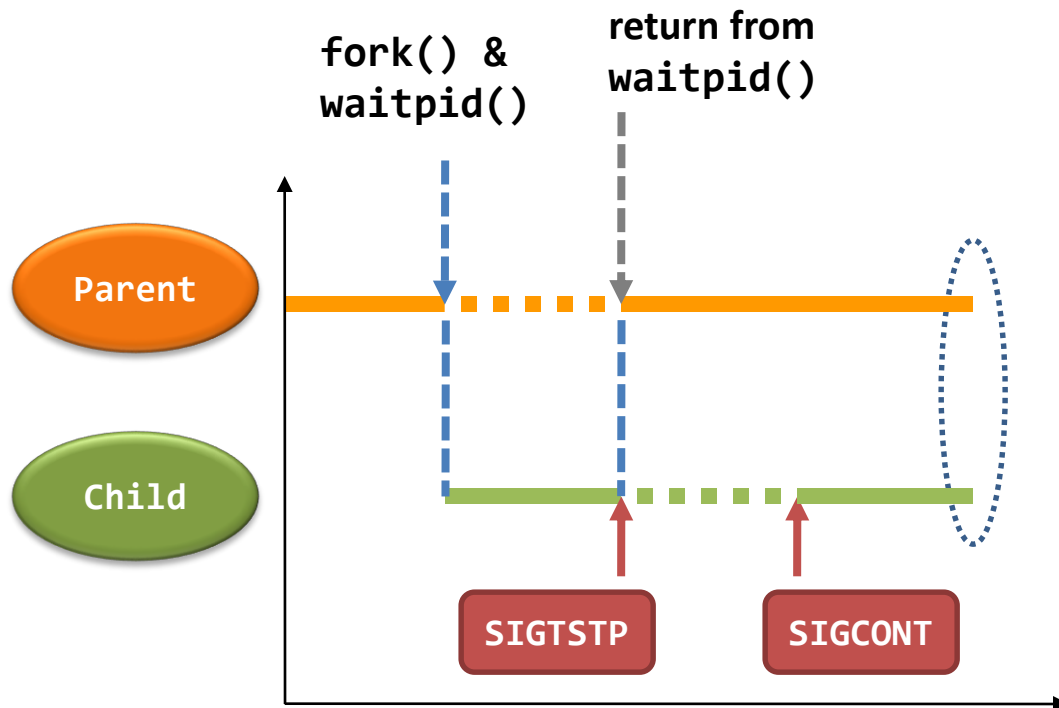 fork() &
waitpid()
return from
waitpid()
Parent
Child
SIGTSTP
SIGCONT